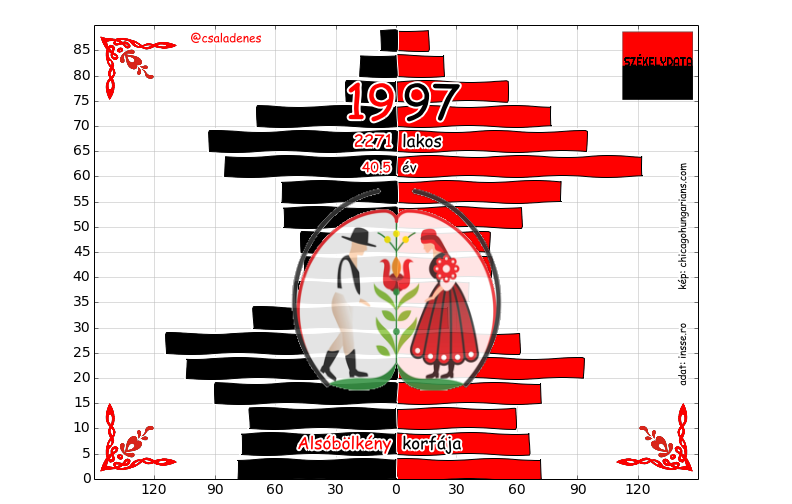 @csaladenes
SZÉKELYDATA
1997
2271 lakos
40.5 év
kép: chicagohungarians.com
adat: insse.ro
Alsóbölkény korfája
85
80
75
70
65
60
55
50
45
40
35
30
25
20
15
10
5
0
120 90 60 30 0 30 60 90 120